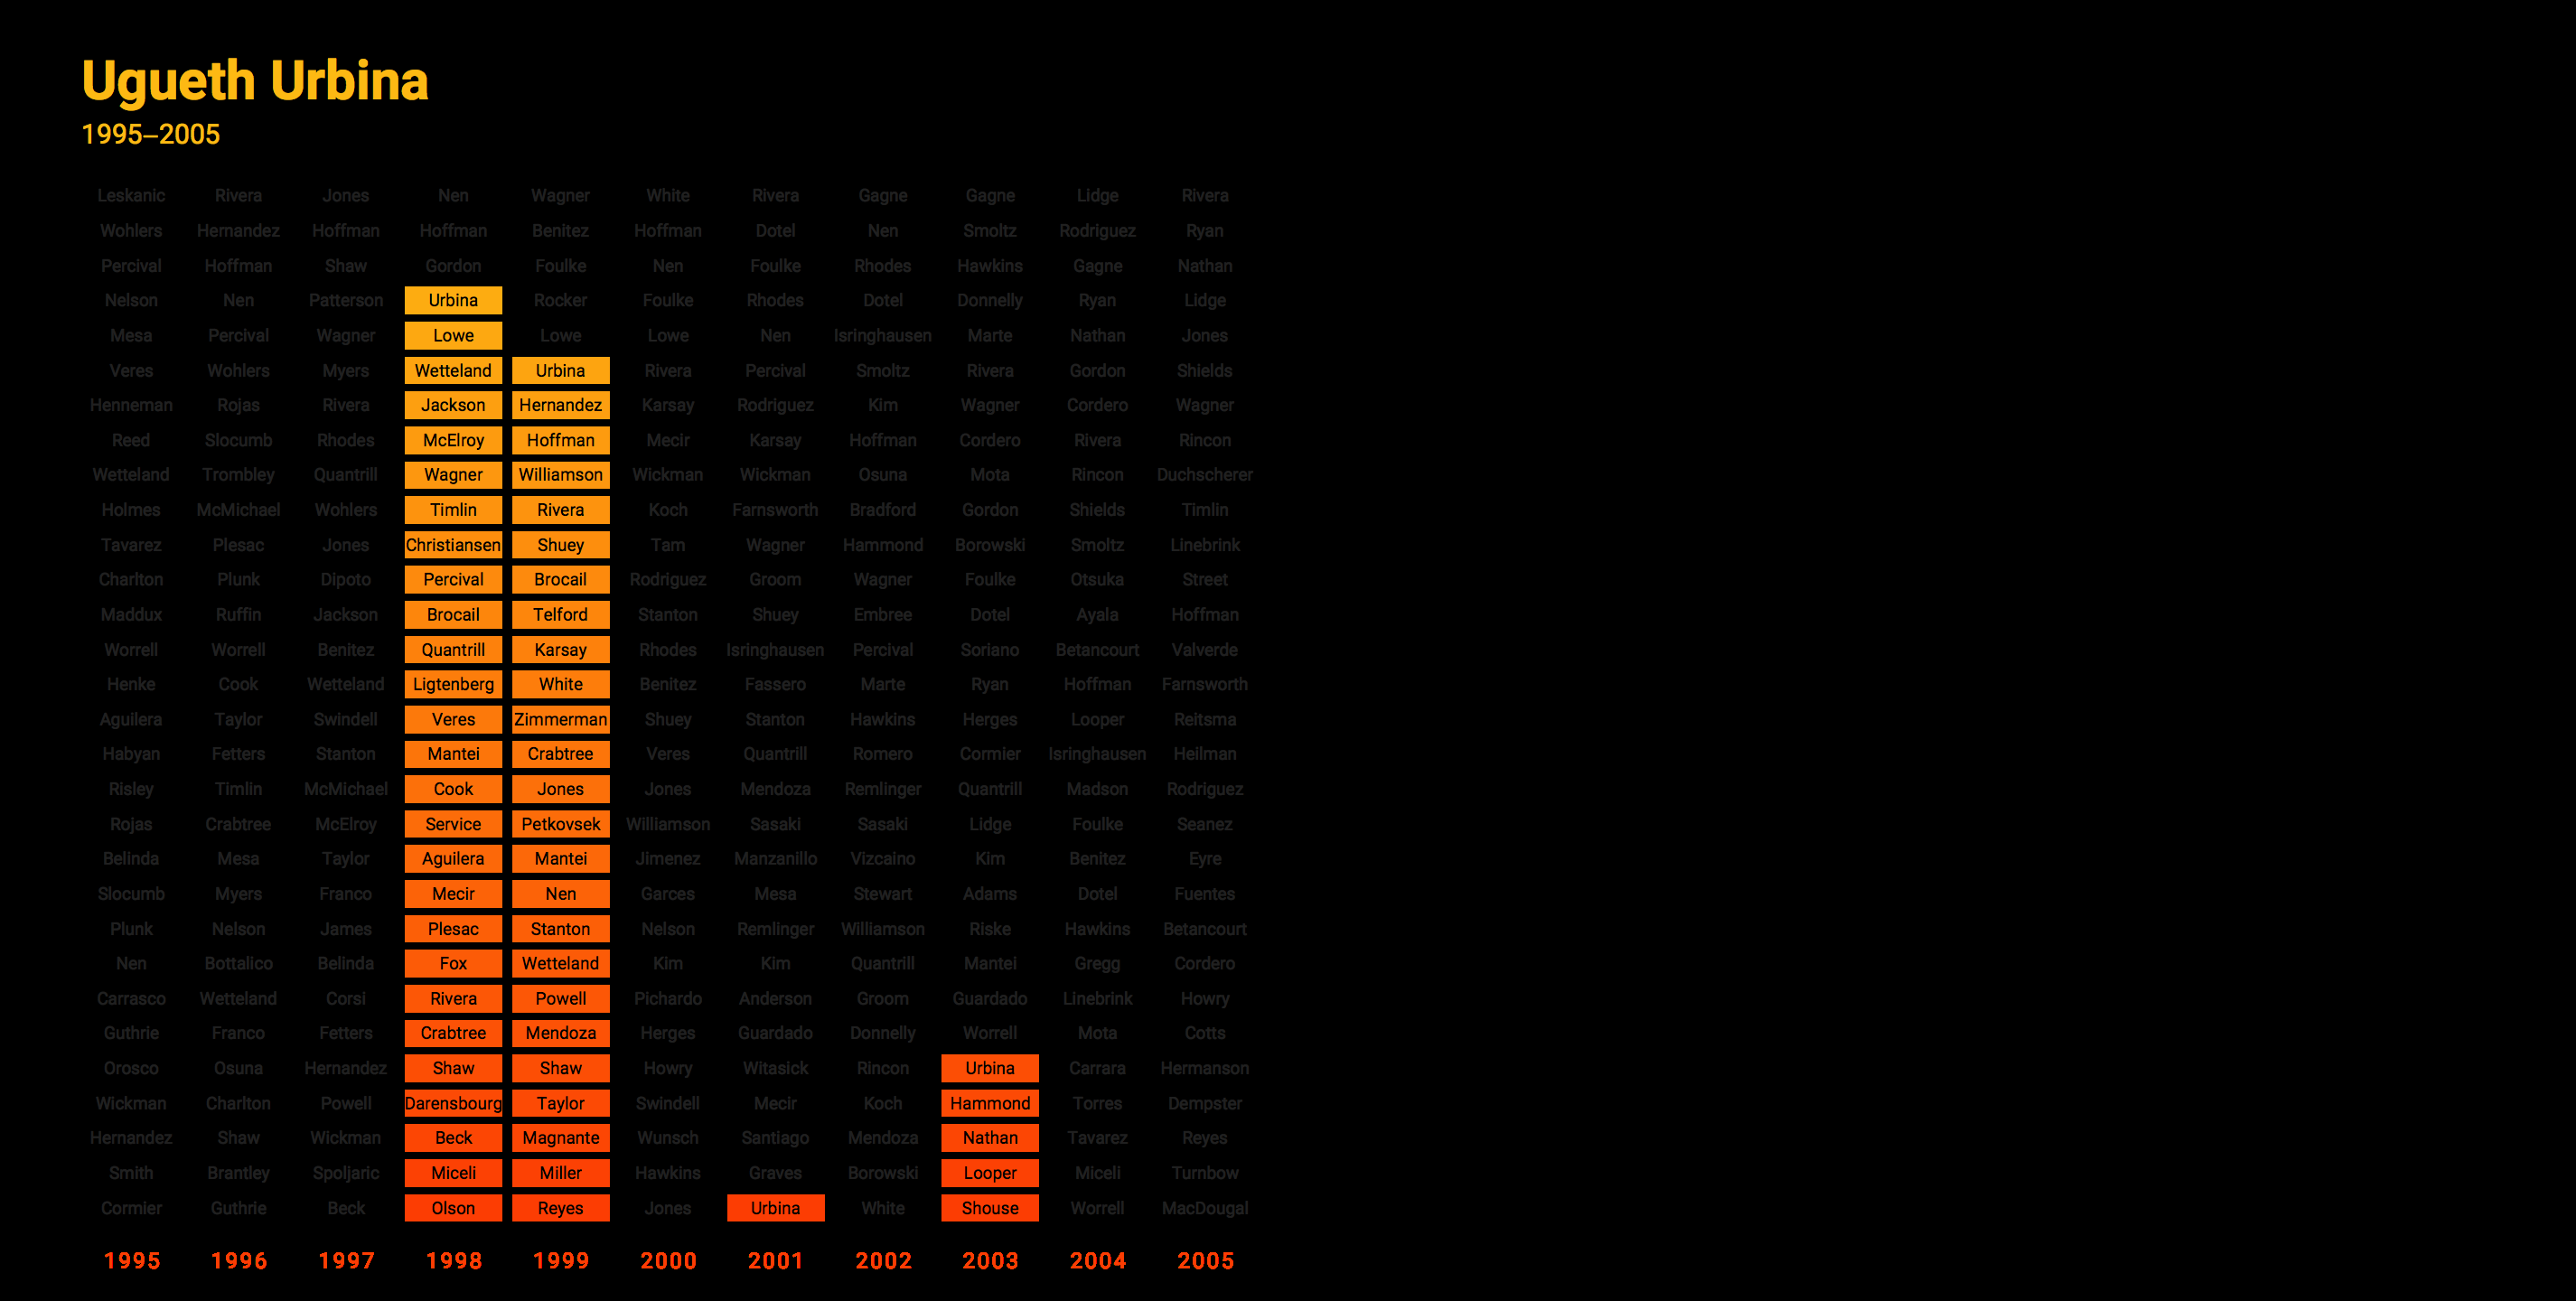 Ugueth Urbina
1995–2005
Leskanic Rivera Jones Nen Wagner White Rivera Gagne Gagne Lidge Rivera
Wohlers Hernandez Hoffman Hoffman Benitez Hoffman Dotel Nen Smoltz Rodriguez Ryan
Percival Hoffman Shaw Gordon Foulke Nen Foulke Rhodes Hawkins Gagne Nathan
Nelson Nen Patterson Urbina Rocker Foulke Rhodes Dotel Donnelly Ryan Lidge
Mesa Percival Wagner Lowe Lowe Lowe Nen Isringhausen Marte Nathan Jones
Veres Wohlers Myers Wetteland Urbina Rivera Percival Smoltz Rivera Gordon Shields
Henneman Rojas Rivera Jackson Hernandez Karsay Rodriguez Kim Wagner Cordero Wagner
Reed Slocumb Rhodes McElroy Hoffman Mecir Karsay Hoffman Cordero Rivera Rincon
Wetteland Trombley Quantrill Wagner Williamson Wickman Wickman Osuna Mota Rincon Duchscherer
Holmes McMichael Wohlers Timlin Rivera Koch Farnsworth Bradford Gordon Shields Timlin
Tavarez Plesac Jones Christiansen Shuey Tam Wagner Hammond Borowski Smoltz Linebrink
Charlton Plunk Dipoto Percival Brocail Rodriguez Groom Wagner Foulke Otsuka Street
Maddux Ruffin Jackson Brocail Telford Stanton Shuey Embree Dotel Ayala Hoffman
Worrell Worrell Benitez Quantrill Karsay Rhodes Isringhausen Percival Soriano Betancourt Valverde
Henke Cook Wetteland Ligtenberg White Benitez Fassero Marte Ryan Hoffman Farnsworth
Aguilera Taylor Swindell Veres Zimmerman Shuey Stanton Hawkins Herges Looper Reitsma
Habyan Fetters Stanton Mantei Crabtree Veres Quantrill Romero Cormier Isringhausen Heilman
Risley Timlin McMichael Cook Jones Jones Mendoza Remlinger Quantrill Madson Rodriguez
Rojas Crabtree McElroy Service Petkovsek Williamson Sasaki Sasaki Lidge Foulke Seanez
Belinda Mesa Taylor Aguilera Mantei Jimenez Manzanillo Vizcaino Kim Benitez Eyre
Slocumb Myers Franco Mecir Nen Garces Mesa Stewart Adams Dotel Fuentes
Plunk Nelson James Plesac Stanton Nelson Remlinger Williamson Riske Hawkins Betancourt
Nen Bottalico Belinda Fox Wetteland Kim Kim Quantrill Mantei Gregg Cordero
Carrasco Wetteland Corsi Rivera Powell Pichardo Anderson Groom Guardado Linebrink Howry
Guthrie Franco Fetters Crabtree Mendoza Herges Guardado Donnelly Worrell Mota Cotts
Orosco Osuna Hernandez Shaw Shaw Howry Witasick Rincon Urbina Carrara Hermanson
Wickman Charlton Powell Darensbourg Taylor Swindell Mecir Koch Hammond Torres Dempster
Hernandez Shaw Wickman Beck Magnante Wunsch Santiago Mendoza Nathan Tavarez Reyes
Smith Brantley Spoljaric Miceli Miller Hawkins Graves Borowski Looper Miceli Turnbow
Cormier Guthrie Beck Olson Reyes Jones Urbina White Shouse Worrell MacDougal
1995 1996 1997 1998 1999 2000 2001 2002 2003 2004 2005